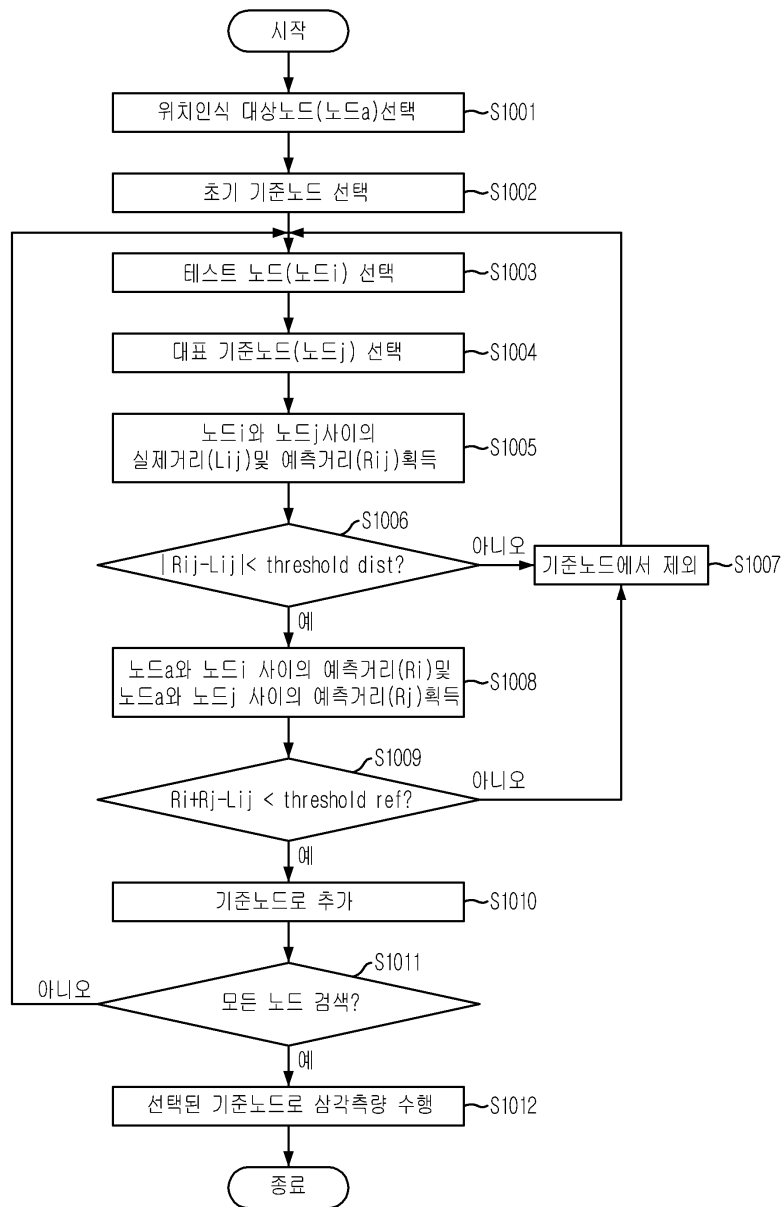 시작
위치인식 대상노드(노드a)선택
S1001
초기 기준노드 선택
S1002
테스트 노드(노드i) 선택
S1003
대표 기준노드(노드j) 선택
S1004
노드i와 노드j사이의
실제거리(Lij)및 예측거리(Rij)획득
S1005
S1006
|Rij-Lij|< threshold dist?
아니오
기준노드에서 제외
S1007
예
노드a와 노드i 사이의 예측거리(Ri)및
노드a와 노드j 사이의 예측거리(Rj)획득
S1008
S1009
Ri+Rj-Lij < threshold ref?
아니오
예
기준노드로 추가
S1010
S1011
모든 노드 검색?
아니오
예
선택된 기준노드로 삼각측량 수행
S1012
종료